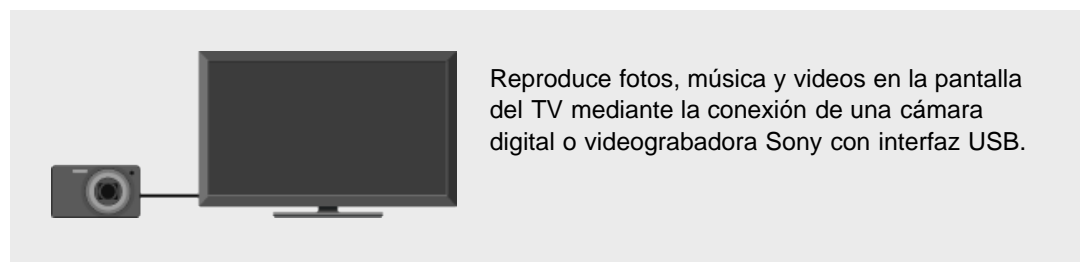 Reproduce fotos, música y videos en la pantalla
del TV mediante la conexión de una cámara
digital o videograbadora Sony con interfaz USB.